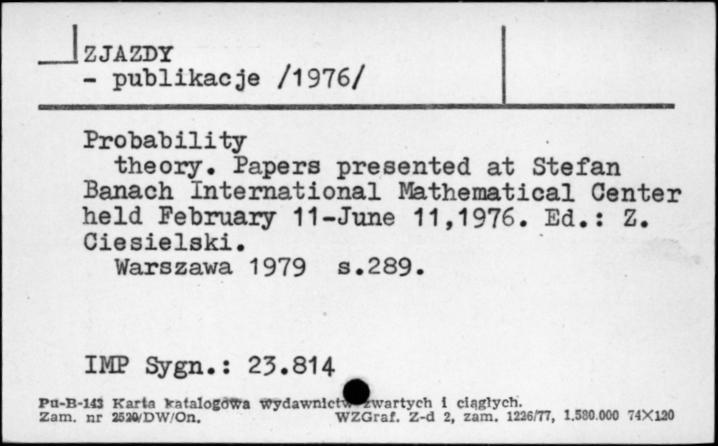 ZJAZDY
- publikacje /1976/
Probability
theory. Papers presented at Stefan
Banach International Mathematical Center
held February 11-June 11,1976. Ed.: Z.
Ciesielski.
Warszawa 1979 s.289.
IMP Sygn.: 23.814
Pu-B-143 Karta katalogowa wydawnictw zwartych i ciągłych.
Zam. nr 2520/DW/On. WZGraf. Z-d 2, zam. 1226/77, 1.580.000 74×120